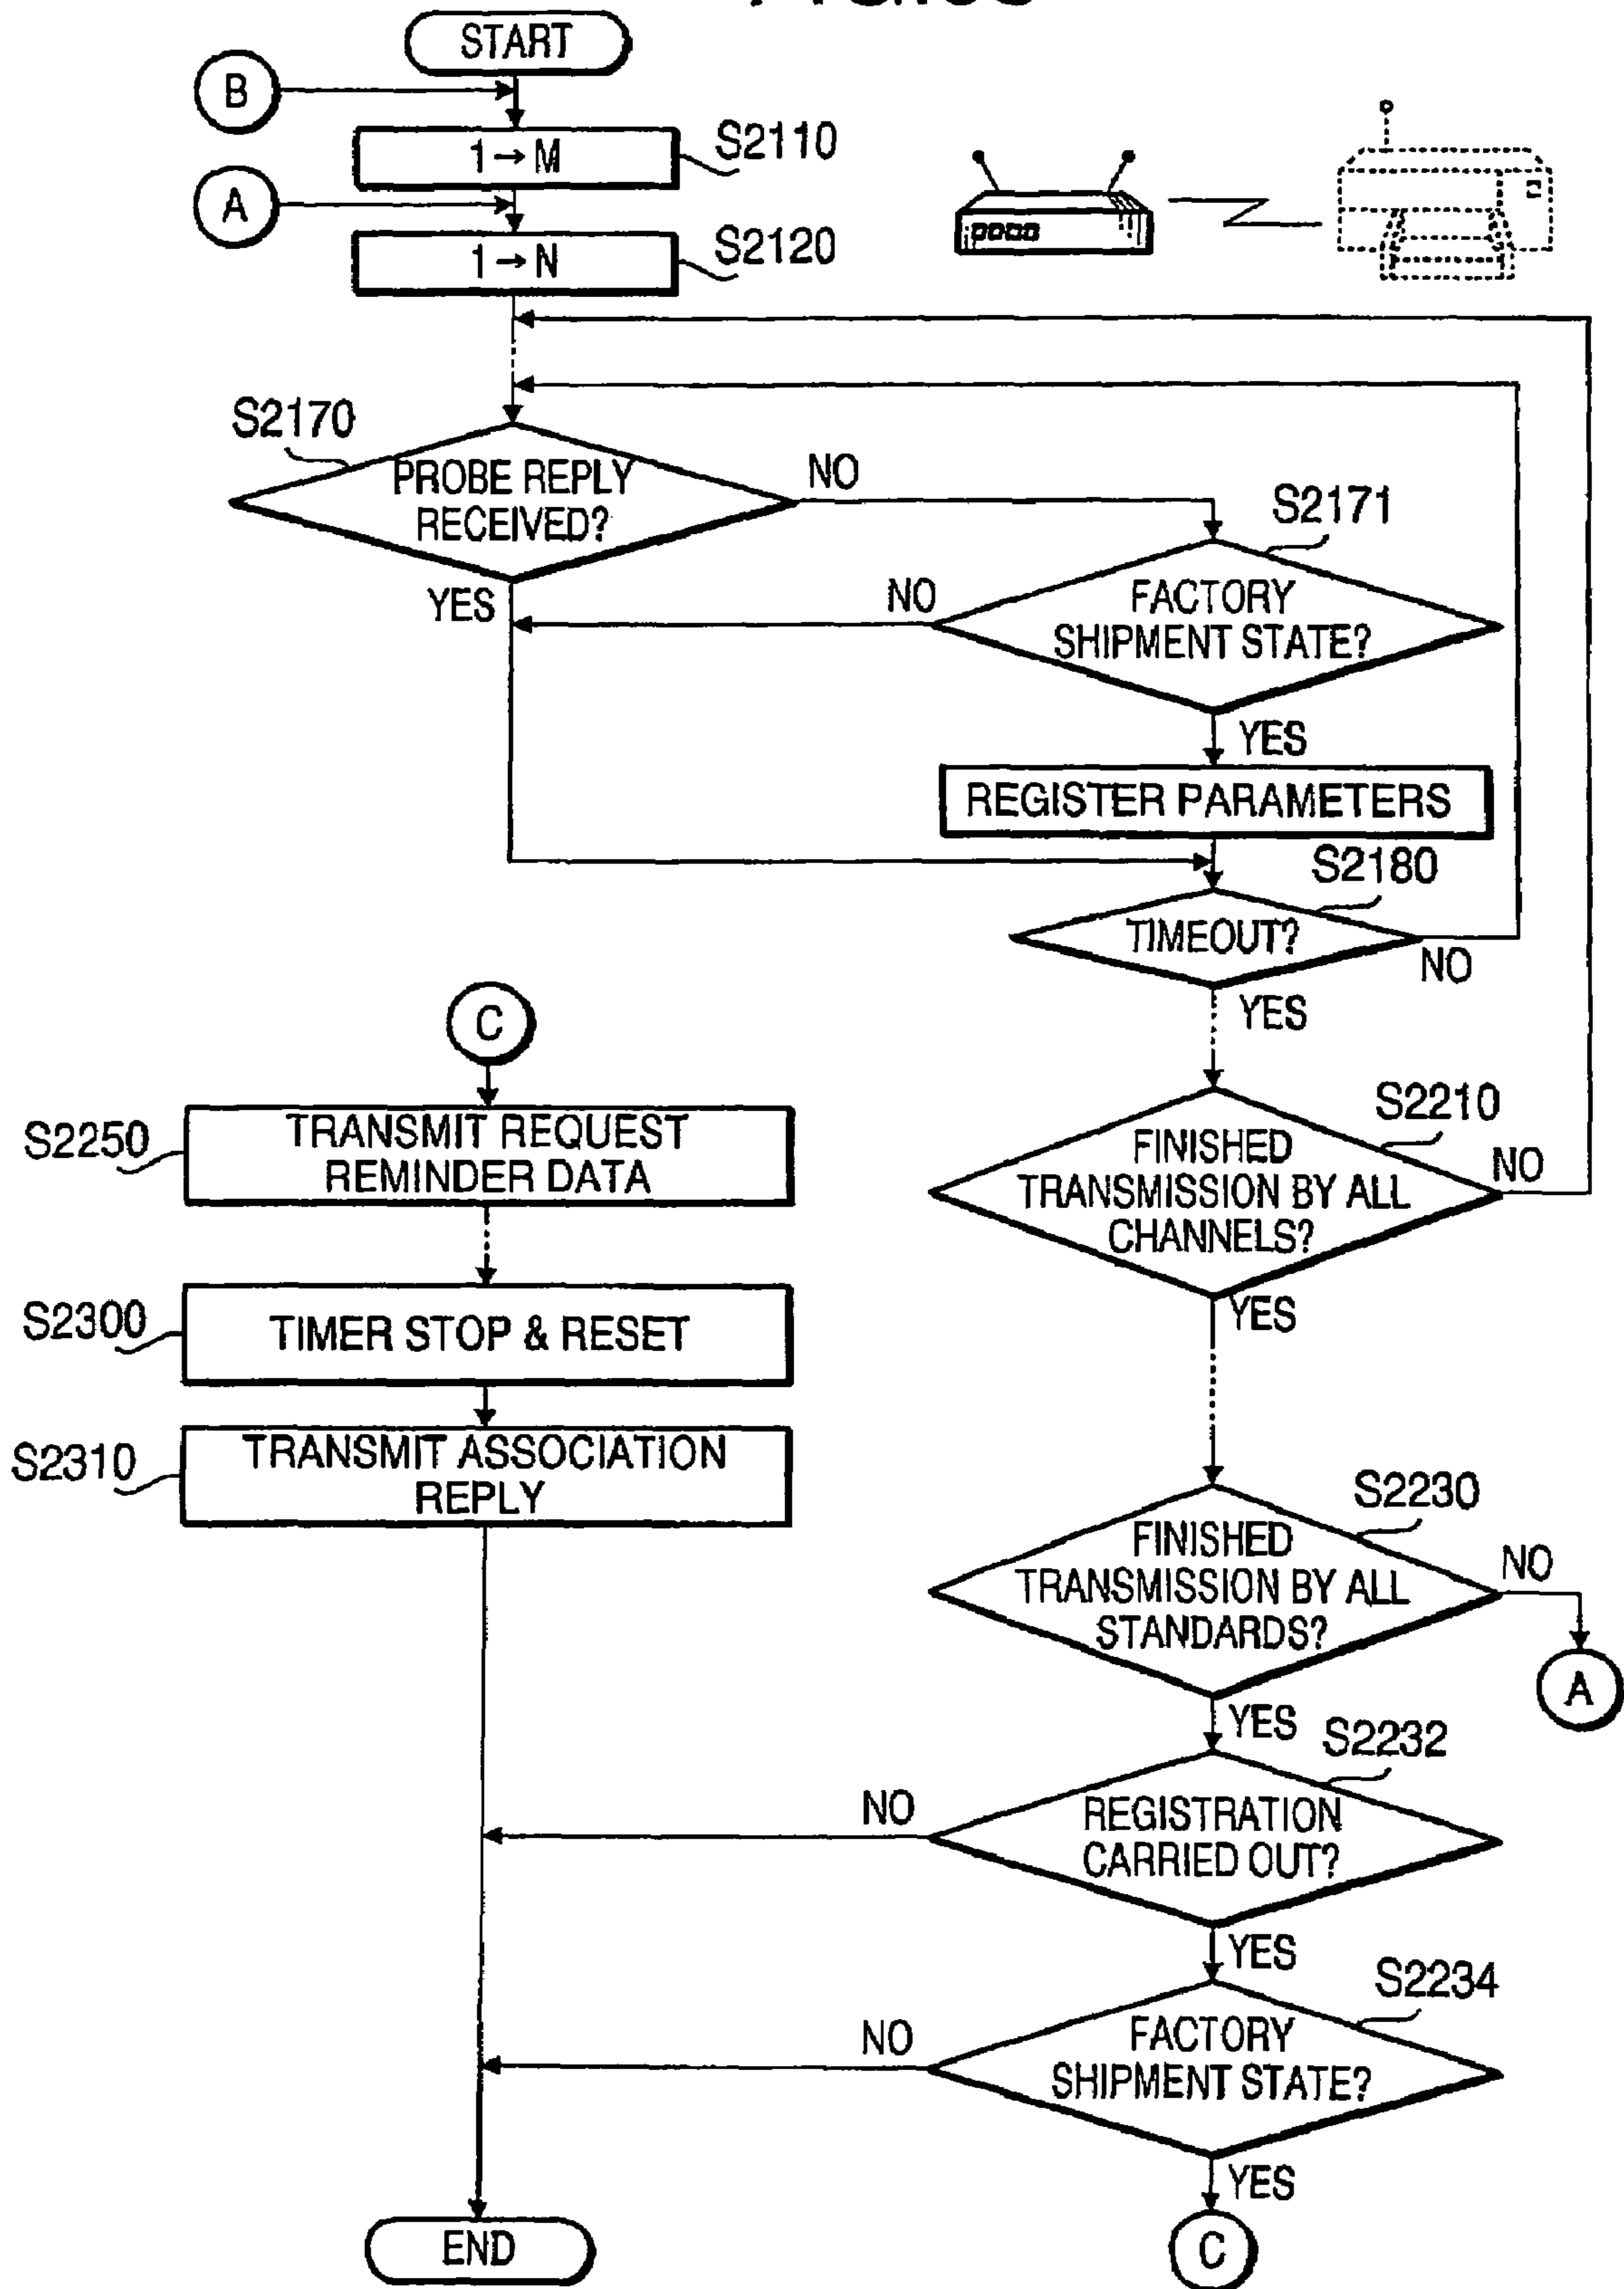 START
B
1→M
S2110
A
1→N
S2120
S2170
PROBE REPLY
RECEIVED?
NO
S2171
YES
NO
FACTORY
SHIPMENT STATE?
YES
REGISTER PARAMETERS
S2180
TIMEOUT?
NO
YES
C
S2250
TRANSMIT REQUEST
REMINDER DATA
S2210
FINISHED
TRANSMISSION BY ALL
CHANNELS?
NO
YES
S2300
TIMER STOP & RESET
S2310
TRANSMIT ASSOCIATION
REPLY
S2230
FINISHED
TRANSMISSION BY ALL
STANDARDS?
NO
A
YES
S2232
NO
REGISTRATION
CARRIED OUT?
YES
S2234
NO
FACTORY
SHIPMENT STATE?
YES
END
C